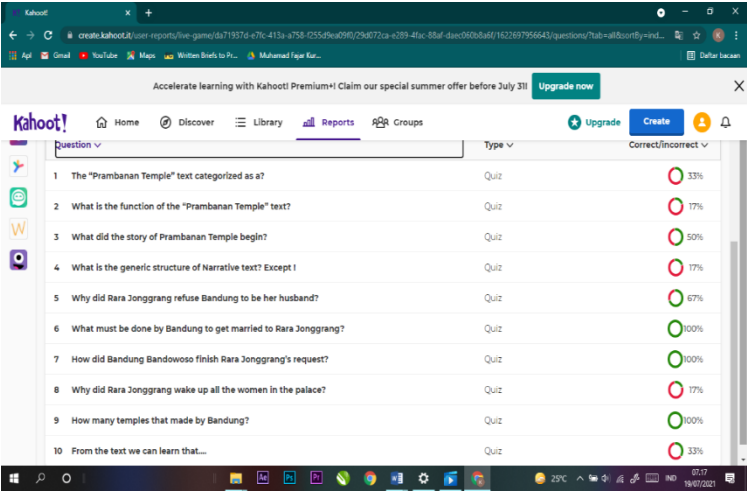 Kahoot!
create.kahoot.it/user-reports/live-game/da71937d-e7fc-413a-a758-f255d9ea09f0/29d072ca-e289-4fac-88af-daec060b8a6f/1622697956643/questions/?tab=all&sortBy=ind...
Apl Gmail YouTube Maps Written Briefs to Pr... Muhamad Fajar Kur... Daftar bacaan
Accelerate learning with Kahoot! Premium+! Claim our special summer offer before July 31! Upgrade now
Kahoot! Home Discover Library Reports Groups Upgrade Create
Question Type Correct/incorrect
1 The “Prambanan Temple” text categorized as a? Quiz 33%
2 What is the function of the “Prambanan Temple” text? Quiz 17%
3 What did the story of Prambanan Temple begin? Quiz 50%
4 What is the generic structure of Narrative text? Except ! Quiz 17%
5 Why did Rara Jonggrang refuse Bandung to be her husband? Quiz 67%
6 What must be done by Bandung to get married to Rara Jonggrang? Quiz 100%
7 How did Bandung Bandowoso finish Rara Jonggrang's request? Quiz 100%
8 Why did Rara Jonggrang wake up all the women in the palace? Quiz 17%
9 How many temples that made by Bandung? Quiz 100%
10 From the text we can learn that.... Quiz 33%
Ae Ps Pr 25°C IND 07.17
19/07/2021